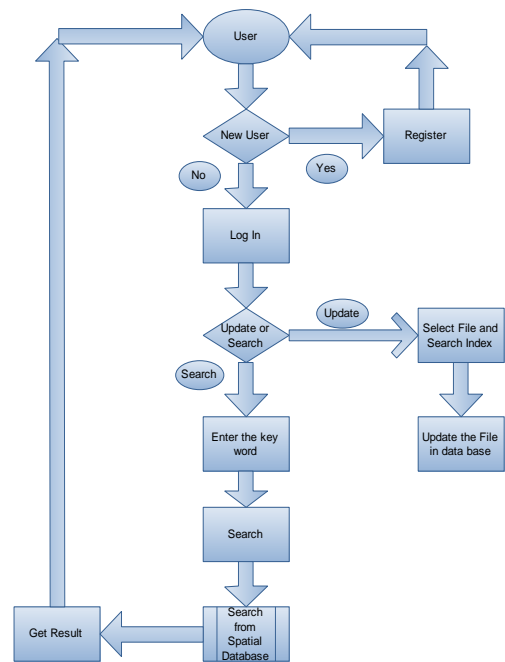 User
New User
Register
No
Yes
Log In
Update or
Search
Update
Select File and
Search Index
Search
Enter the key
word
Update the File
in data base
Search
Get Result
Search
from
Spatial
Database